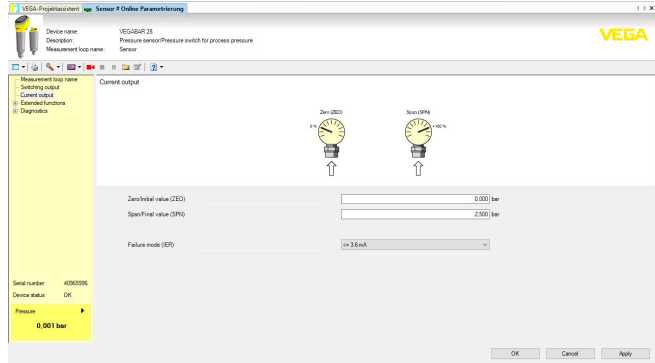 VEGA-Projektassistent
Sensor # Online Parametrierung
Device name:
VEGABAR 28
Description:
Pressure sensor/Pressure switch for process pressure
Measurement loop name:
Sensor
VEGA
Measurement loop name
Switching output
Current output
Extended functions
Diagnostics
Current output
Zero (ZEO)
Span (SPN)
0 %
+100 %
Zero/Initial value (ZEO)
0,000 bar
Span/Final value (SPN)
2,500 bar
Failure mode (IER)
<= 3.6 mA
Serial number 40965996
Device status OK
Pressure
0,001 bar
OK
Cancel
Apply